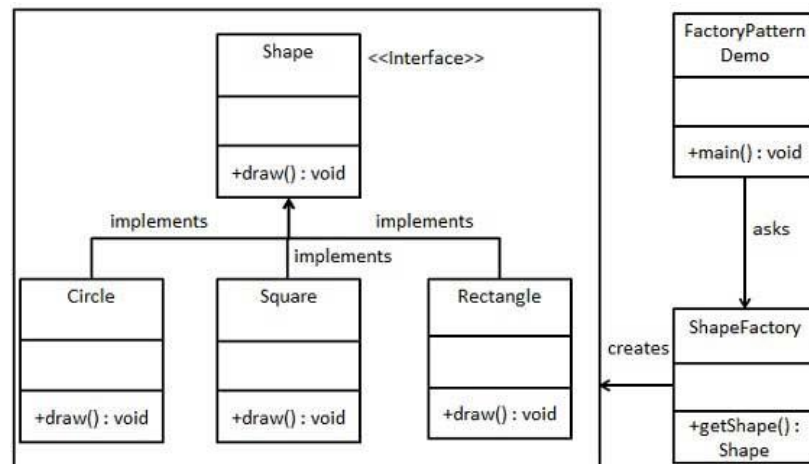 Shape
<<Interface>>
+draw() : void
implements
implements
implements
Circle
+draw() : void
Square
+draw() : void
Rectangle
+draw() : void
FactoryPattern
Demo
+main() : void
asks
ShapeFactory
creates
+getShape() :
Shape